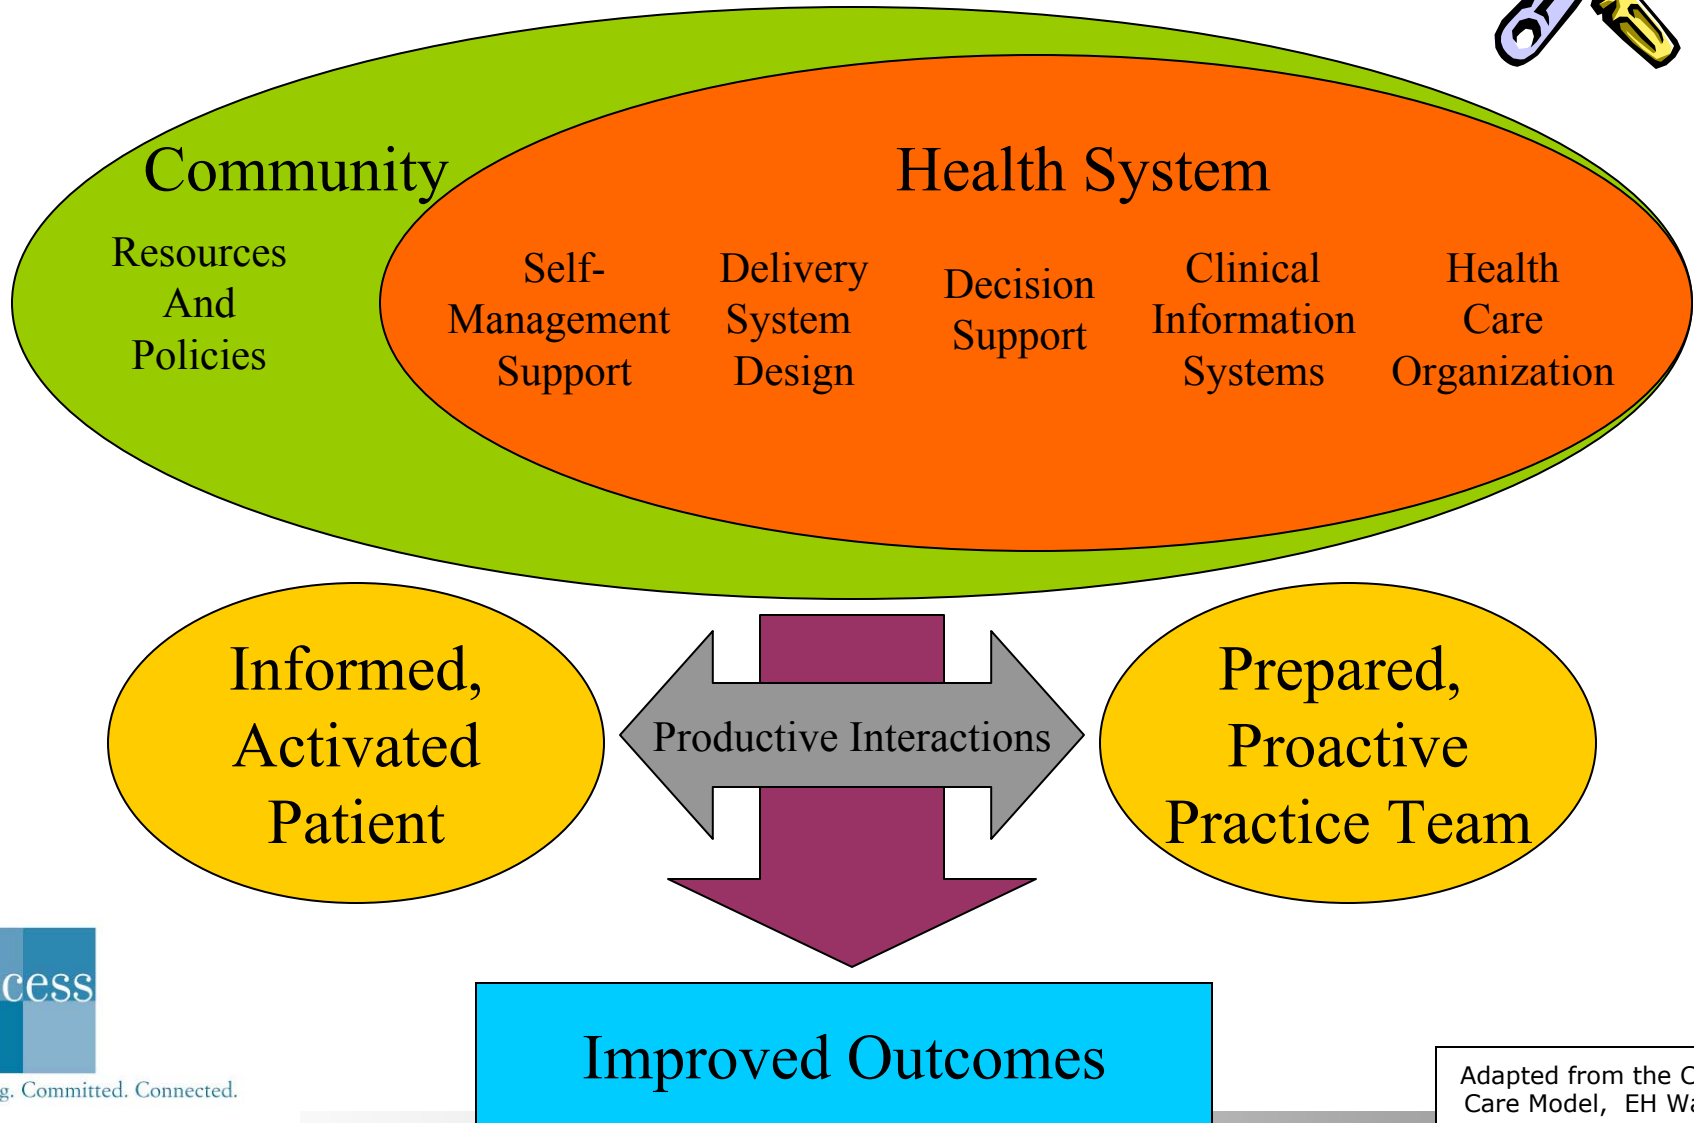 Community
Health System
Resources
And
Policies
Self-
Management
Support
Delivery
System
Design
Decision
Support
Clinical
Information
Systems
Health
Care
Organization
Informed,
Activated
Patient
Productive Interactions
Prepared,
Proactive
Practice Team
Improved Outcomes
cess
g. Committed. Connected.
Adapted from the C
Care Model, EH Wa